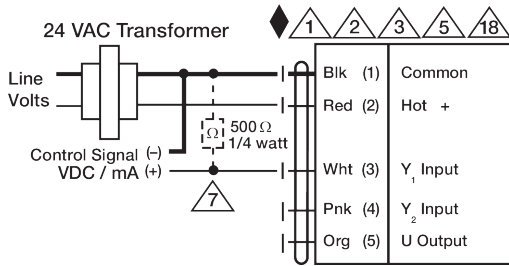 24 VAC Transformer
1 2 3 5 18
Line
Volts
Blk (1) Common
Red (2) Hot +
Ω 500 Ω
1/4 watt
Control Signal (-)
VDC / mA (+)
Wht (3) Y1 Input
7
Pnk (4) Y2 Input
Org (5) U Output